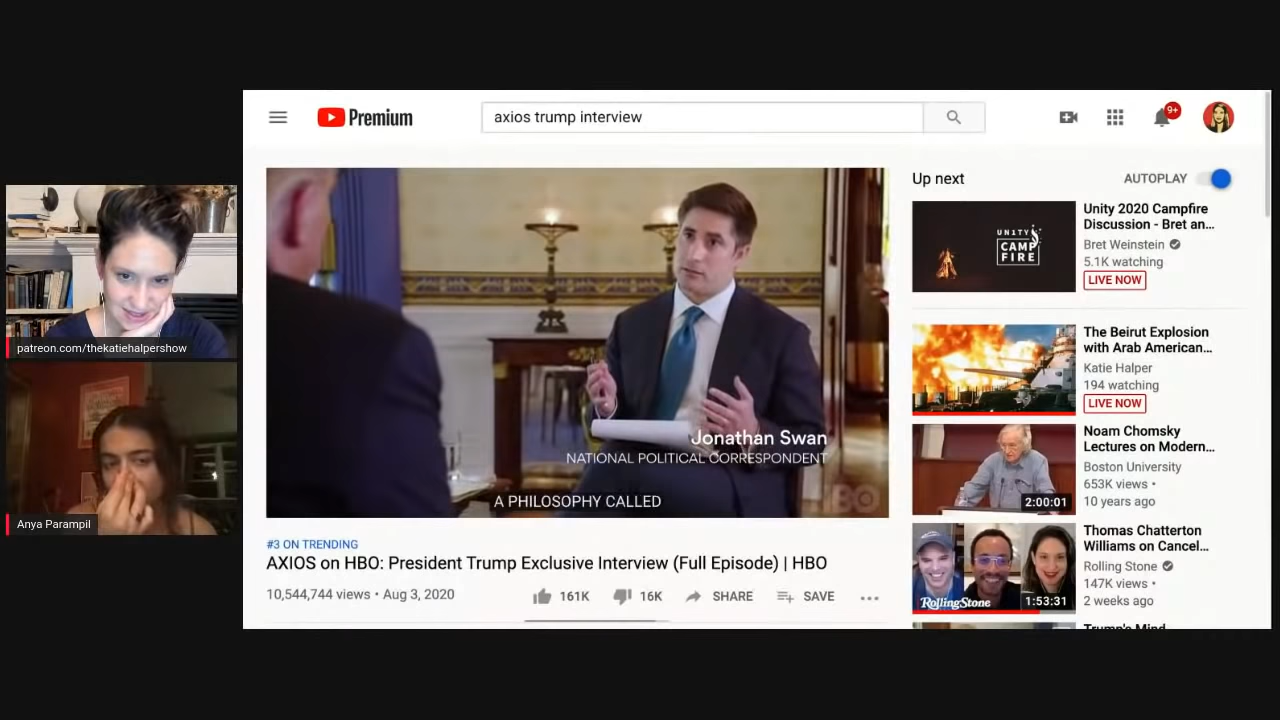 Premium
axios trump interview
9+
patreon.com/thekatiehalpershow
Anya Parampil
Jonathan Swan
NATIONAL POLITICAL CORRESPONDENT
A PHILOSOPHY CALLED
HBO
#3 ON TRENDING
AXIOS on HBO: President Trump Exclusive Interview (Full Episode) | HBO
10,544,744 views • Aug 3, 2020
161K
16K
SHARE
SAVE
Up next
AUTOPLAY
UNITY
CAMP
FIRE
Unity 2020 Campfire
Discussion - Bret an...
Bret Weinstein
5.1K watching
LIVE NOW
The Beirut Explosion
with Arab American...
Katie Halper
194 watching
LIVE NOW
2:00:01
Noam Chomsky
Lectures on Modern...
Boston University
653K views •
10 years ago
RollingStone
1:53:31
Thomas Chatterton
Williams on Cancel...
Rolling Stone
147K views •
2 weeks ago
Trump's Mind